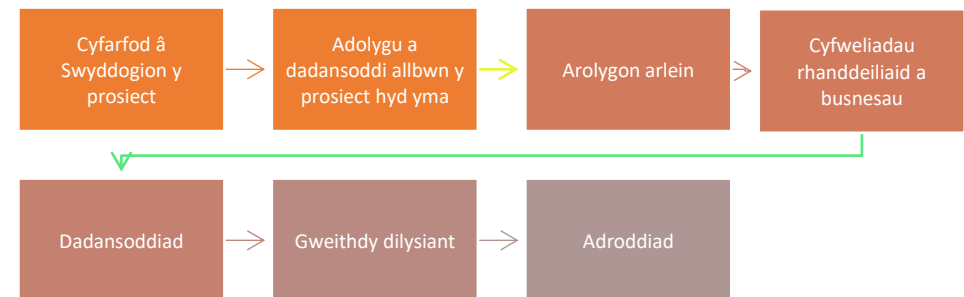 Cyfarfod â
Swyddogion y
prosiect
Adolygu a
dadansoddi allbwn y
prosiect hyd yma
Arolygon arlein
Cyfweliadau
rhanddeiliaid a
busnesau
Dadansoddiad
Gweithdy dilysiant
Adroddiad